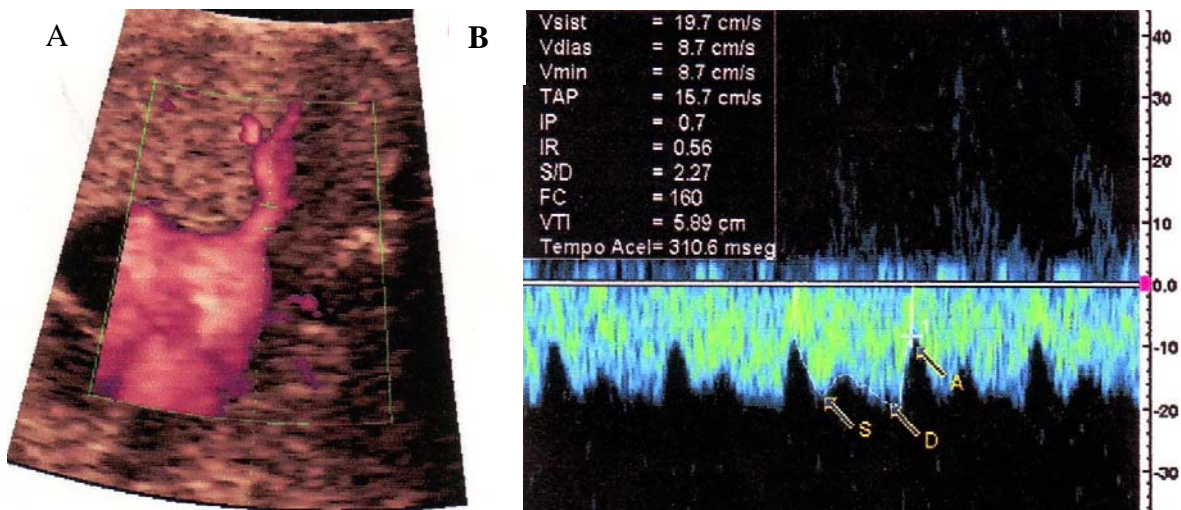 A
B
Vsist = 19.7 cm/s
Vdias = 8.7 cm/s
Vmin = 8.7 cm/s
TAP = 15.7 cm/s
IP = 0.7
IR = 0.56
S/D = 2.27
FC = 160
VTI = 5.89 cm
Tempo Acel= 310.6 mseg
40
30
20
10
0.0
-10
-20
-30
A
S
D